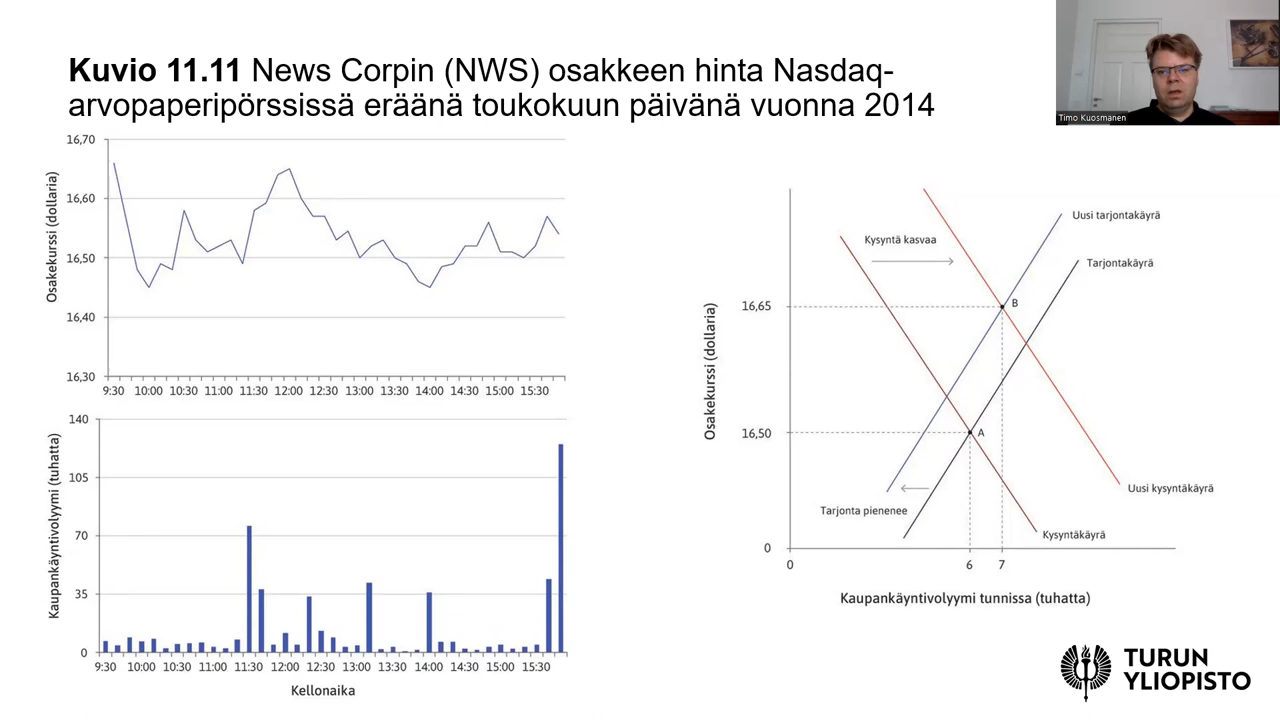 Kuvio 11.11 News Corpin (NWS) osakkeen hinta Nasdaq-
arvopaperipörssissä eräänä toukokuun päivänä vuonna 2014
Timo Kuosmanen
Osakekurssi (dollaria)
16,70
16,60
16,50
16,40
16,30
9:30 10:00 10:30 11:00 11:30 12:00 12:30 13:00 13:30 14:00 14:30 15:00 15:30
Kaupankäyntivolyymi (tuhatta)
140
105
70
35
0
9:30 10:00 10:30 11:00 11:30 12:00 12:30 13:00 13:30 14:00 14:30 15:00 15:30
Kellonaika
Osakekurssi (dollaria)
Uusi tarjontakäyrä
Kysyntä kasvaa
Tarjontakäyrä
16,65
B
16,50
A
Uusi kysyntäkäyrä
Tarjonta pienenee
Kysyntäkäyrä
0
0 6 7
Kaupankäyntivolyymi tunnissa (tuhatta)
TURUN
YLIOPISTO